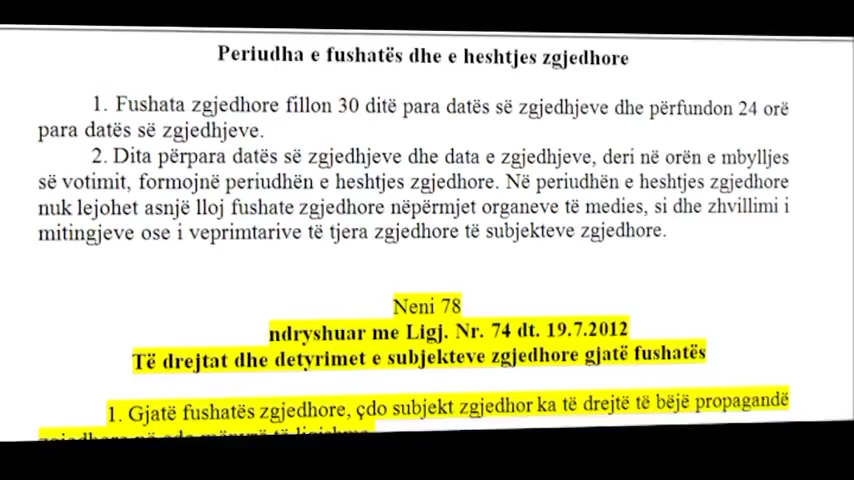 Periudha e fushatës dhe e heshtjes zgjedhore
1. Fushata zgjedhore fillon 30 ditë para datës së zgjedhjeve dhe përfundon 24 orë
para datës së zgjedhjeve.
2. Dita përpara datës së zgjedhjeve dhe data e zgjedhjeve, deri në orën e mbylljes
së votimit, formojnë periudhën e heshtjes zgjedhore. Në periudhën e heshtjes zgjedhore
nuk lejohet asnjë lloj fushate zgjedhore nëpërmjet organeve të medies, si dhe zhvillimi i
mitingjeve ose i veprimtarive të tjera zgjedhore të subjekteve zgjedhore.
Neni 78
ndryshuar me Ligj. Nr. 74 dt. 19.7.2012
Të drejtat dhe detyrimet e subjekteve zgjedhore gjatë fushatës
1. Gjatë fushatës zgjedhore, çdo subjekt zgjedhor ka të drejtë të bëjë propagandë